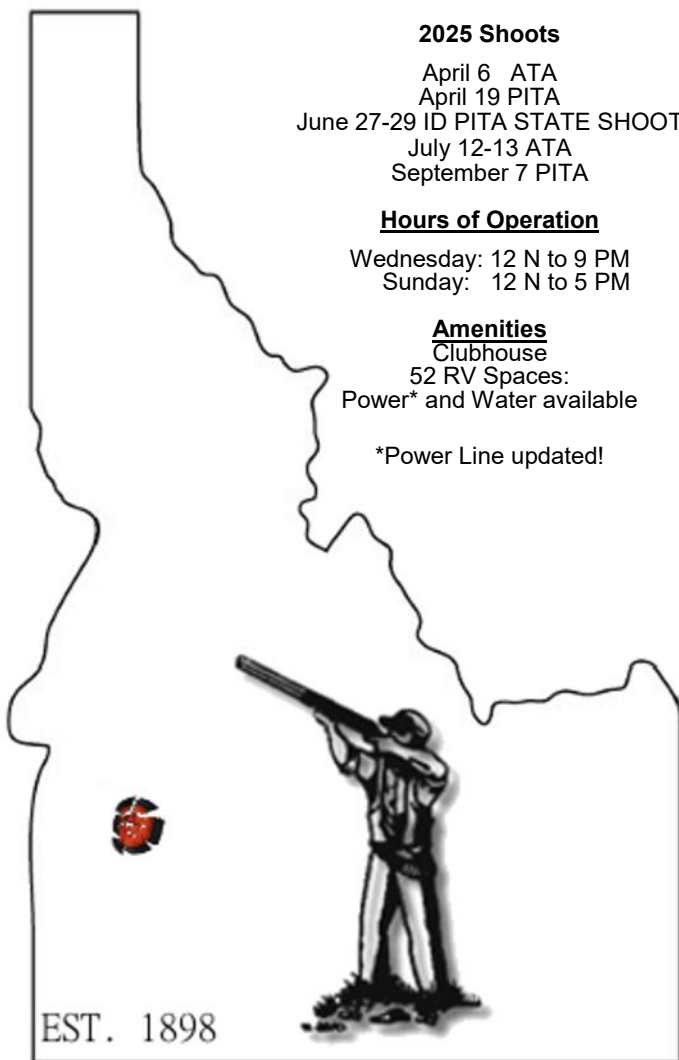 2025 Shoots
April 6 ATA
April 19 PITA
June 27-29 ID PITA STATE SHOOT
July 12-13 ATA
September 7 PITA
Hours of Operation
Wednesday: 12 N to 9 PM
Sunday: 12 N to 5 PM
Amenities
Clubhouse
52 RV Spaces:
Power* and Water available
*Power Line updated!
EST. 1898